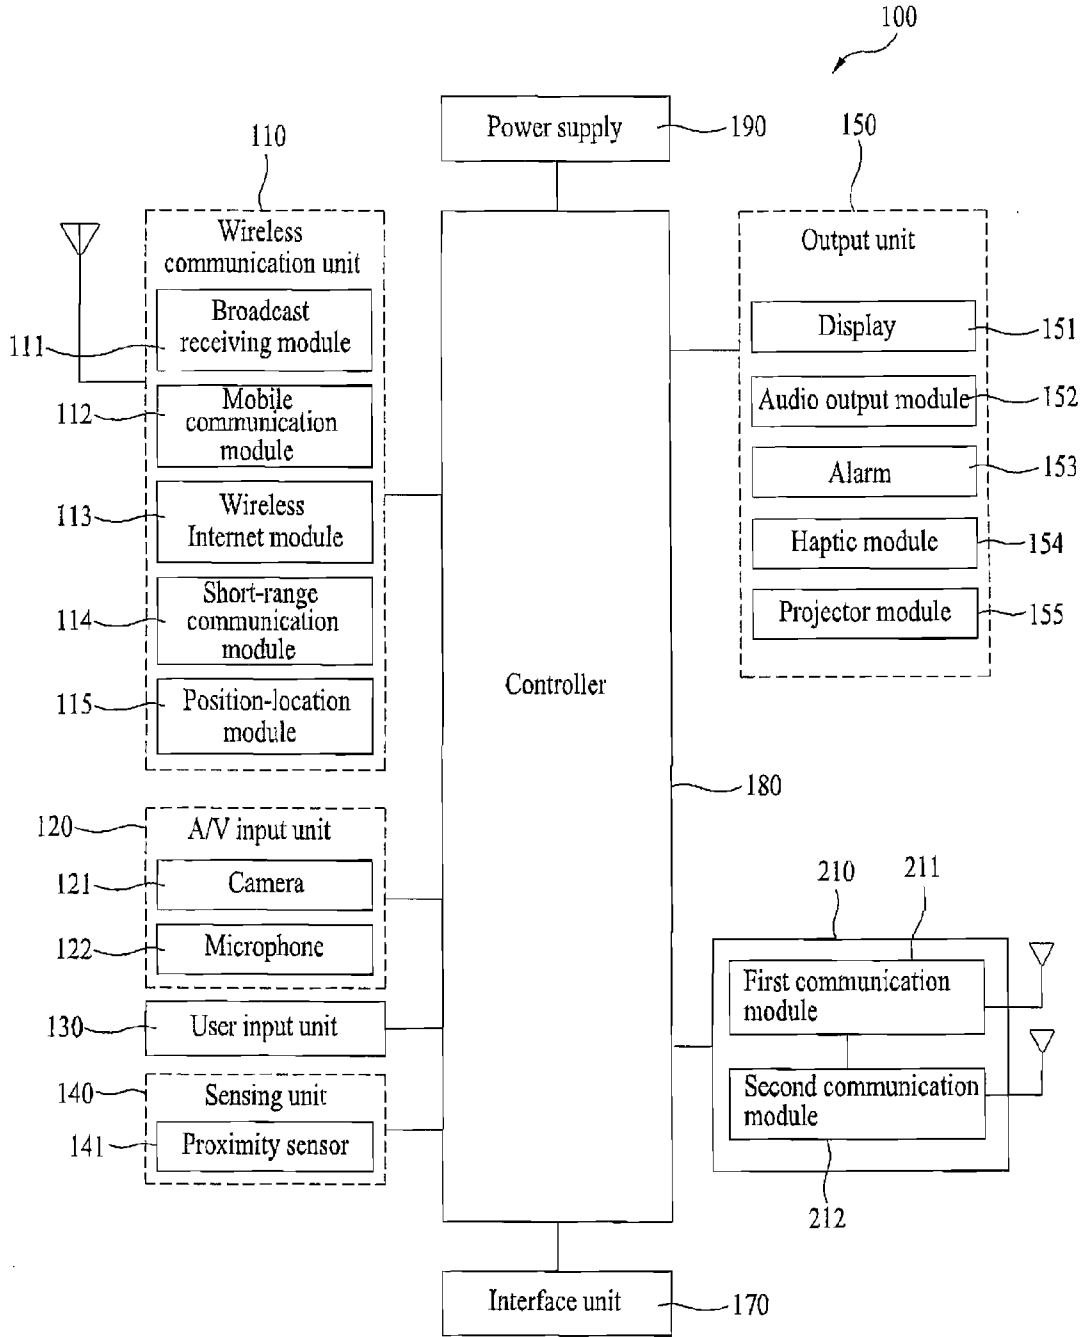 100
Power supply
190
110
Wireless
communication unit
Broadcast
receiving module
111
Mobile
communication
module
112
Wireless
Internet module
113
Short-range
communication
module
114
Position-location
module
115
150
Output unit
Display
151
Audio output module
152
Alarm
153
Haptic module
154
Projector module
155
Controller
180
120
A/V input unit
121
Camera
122
Microphone
130
User input unit
140
Sensing unit
141
Proximity sensor
210
211
First communication
module
Second communication
module
212
Interface unit
170